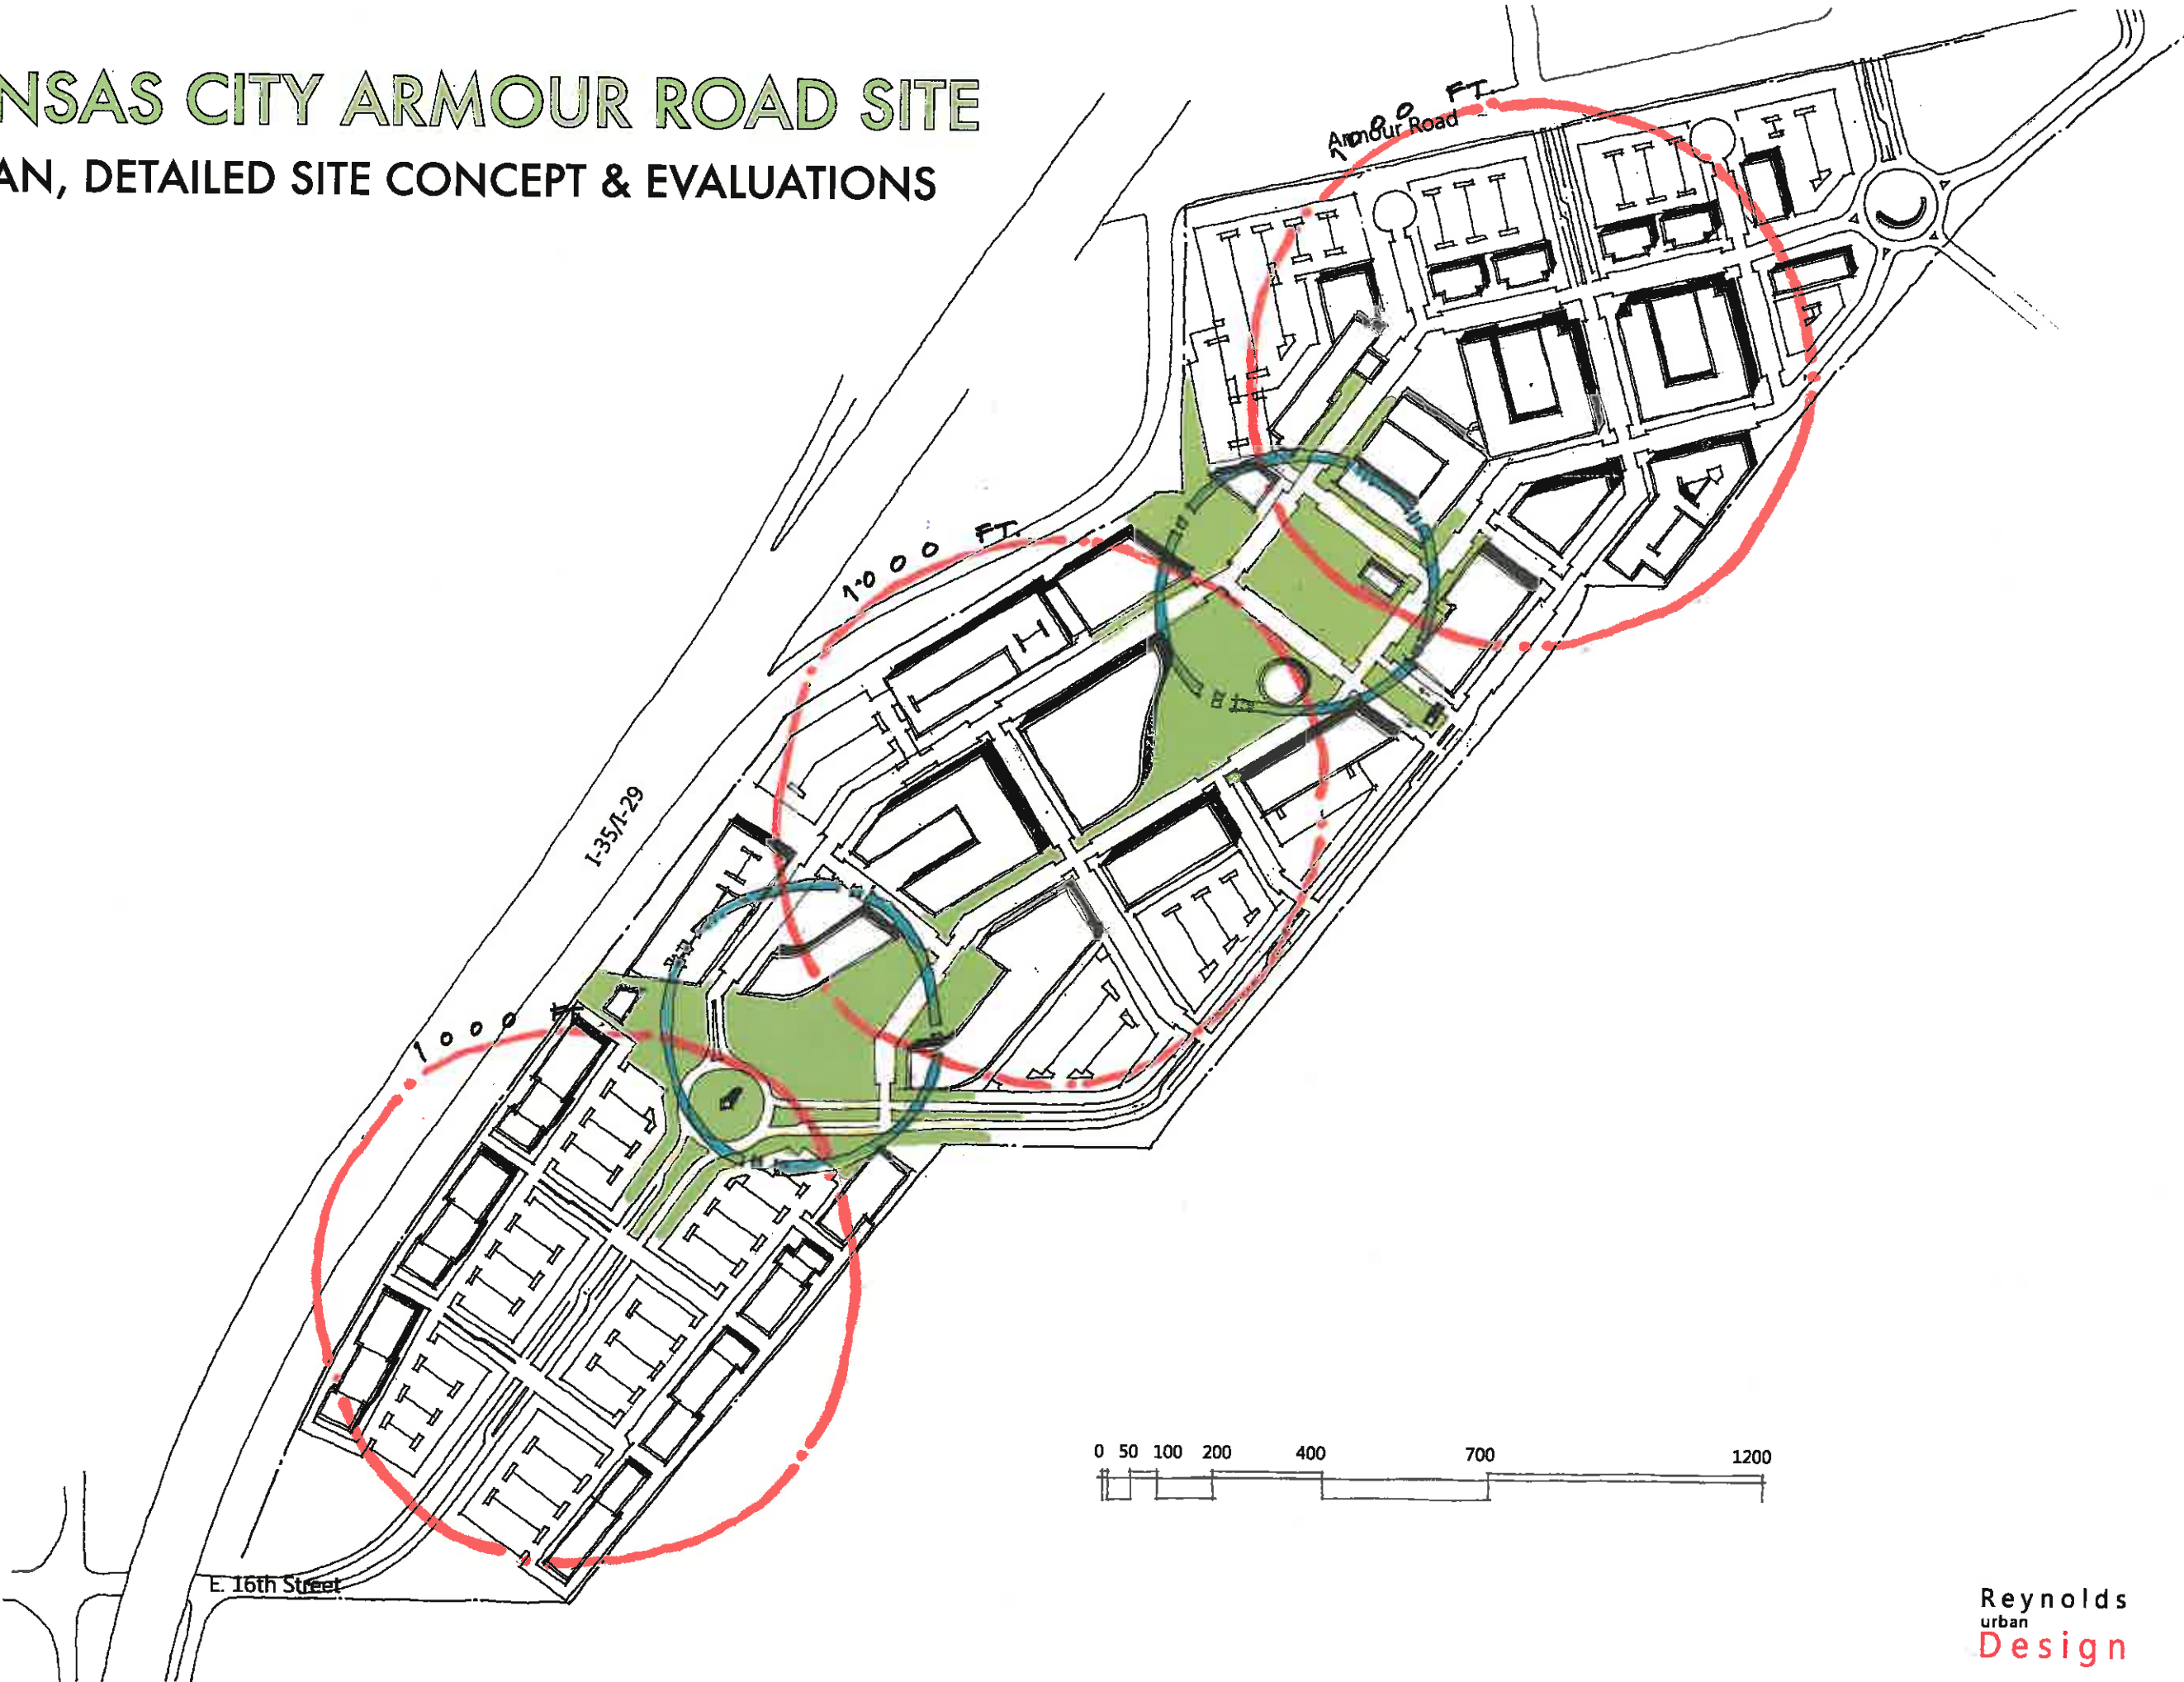 NSAS CITY ARMOUR ROAD SITE
AN, DETAILED SITE CONCEPT & EVALUATIONS
1000 FT.
Armour Road
1000 FT.
I-35/I-29
1000 FT
0 50 100 200 400 700 1200
E. 16th Street
Reynolds
urban
Design